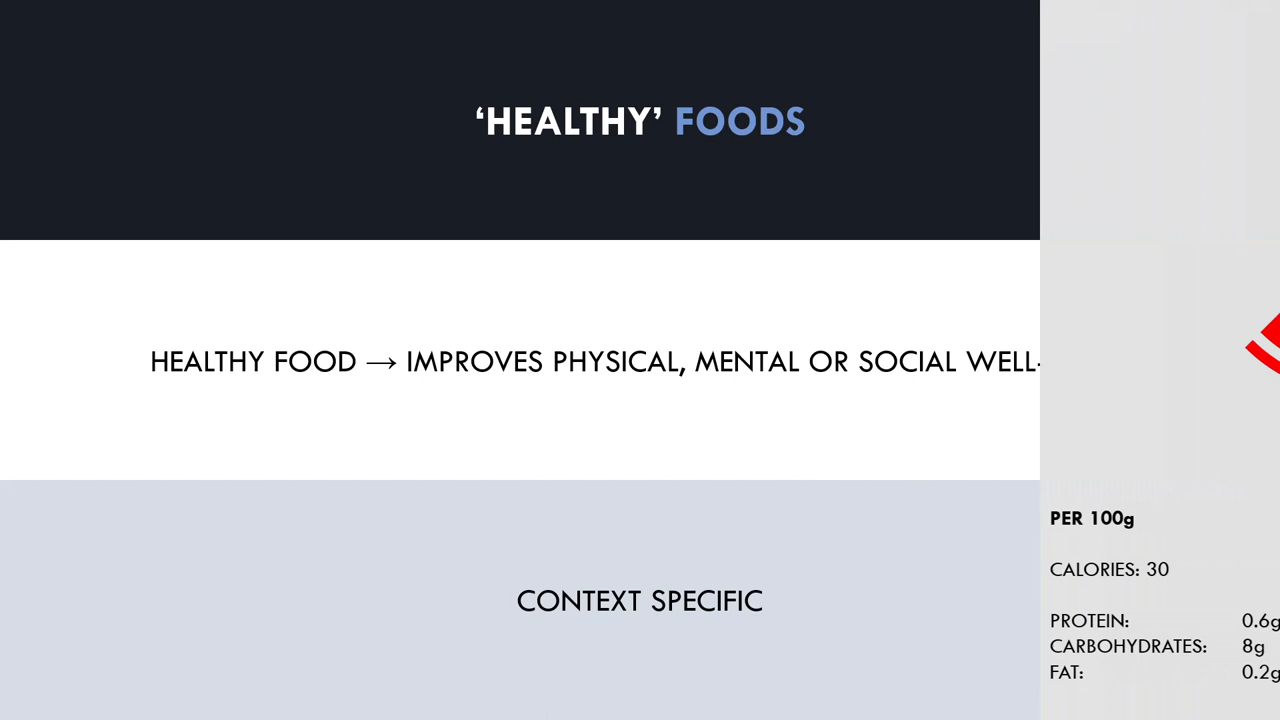 ‘HEALTHY’ FOODS
HEALTHY FOOD → IMPROVES PHYSICAL, MENTAL OR SOCIAL WELL-
CONTEXT SPECIFIC
PER 100g
CALORIES: 30
PROTEIN: 0.6g
CARBOHYDRATES: 8g
FAT: 0.2g